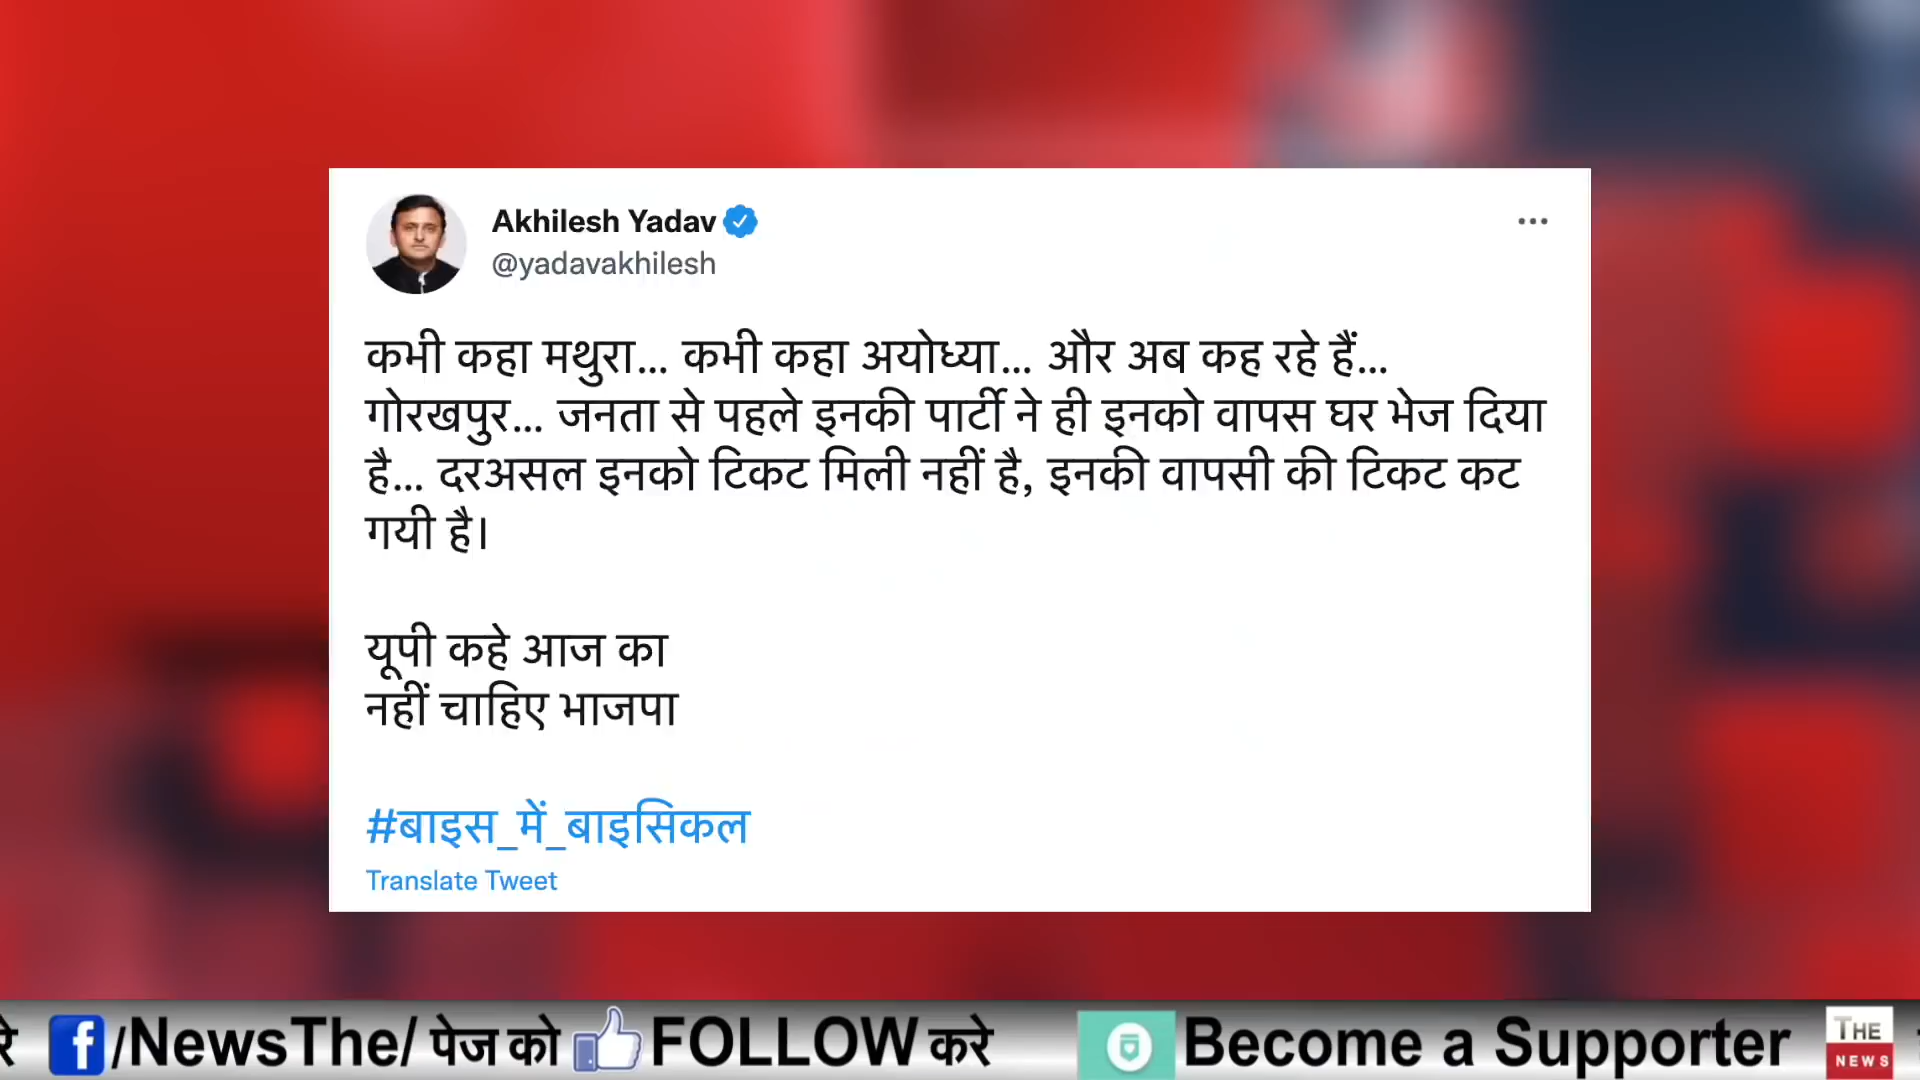 Akhilesh Yadav
@yadavakhilesh
कभी कहा मथुरा... कभी कहा अयोध्या... और अब कह रहे हैं...
गोरखपुर... जनता से पहले इनकी पार्टी ने ही इनको वापस घर भेज दिया
है... दरअसल इनको टिकट मिली नहीं है, इनकी वापसी की टिकट कट
गयी है।
यूपी कहे आज का
नहीं चाहिए भाजपा
#बाइस_में_बाइसिकल
Translate Tweet
/NewsThe/ पेज को FOLLOW करे Become a Supporter THE NEWS